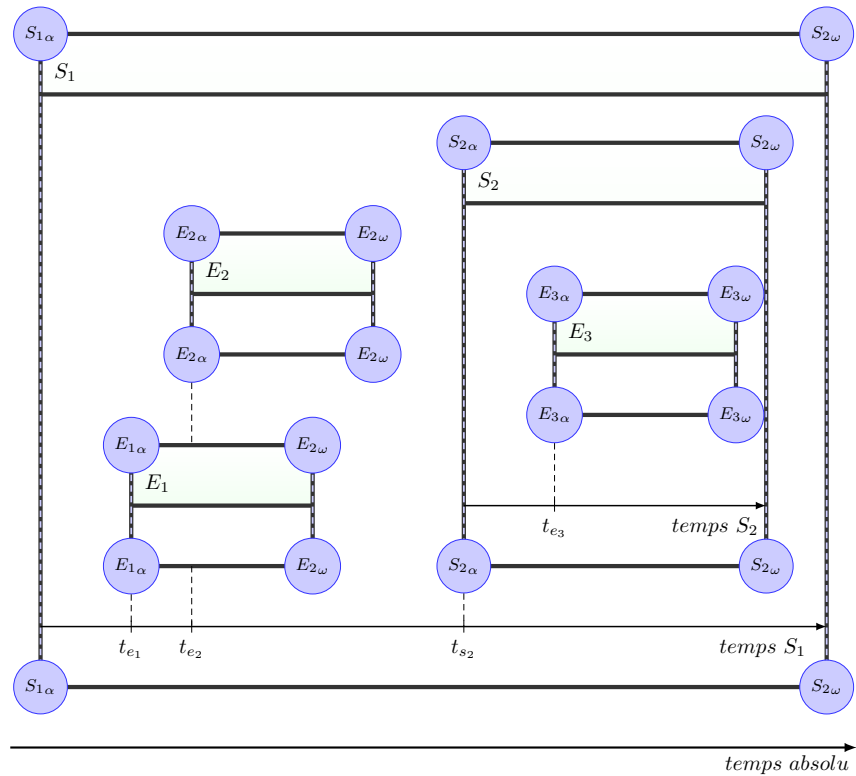 S₁α S₂ω
S₁
S₂α S₂ω
S₂
E₂α E₂ω
E₂
E₃α E₃ω
E₃
E₂α E₂ω
E₃α E₃ω
E₁α E₂ω
E₁
tₑ₃ temps S₂
E₁α E₂ω S₂α S₂ω
tₑ₁ tₑ₂ tₛ₂ temps S₁
S₁α S₂ω
temps absolu